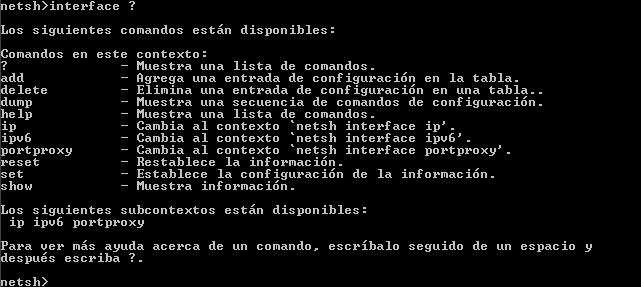 netsh>interface ?
Los siguientes comandos están disponibles:
Comandos en este contexto:
? - Muestra una lista de comandos.
add - Agrega una entrada de configuración en la tabla.
delete - Elimina una entrada de configuración en una tabla..
dump - Muestra una secuencia de comandos de configuración.
help - Muestra una lista de comandos.
ip - Cambia al contexto `netsh interface ip'.
ipv6 - Cambia al contexto `netsh interface ipv6'.
portproxy - Cambia al contexto `netsh interface portproxy'.
reset - Restablece la información.
set - Establece la configuración de la información.
show - Muestra información.
Los siguientes subcontextos están disponibles:
ip ipv6 portproxy
Para ver más ayuda acerca de un comando, escríbalo seguido de un espacio y
después escriba ?.
netsh>